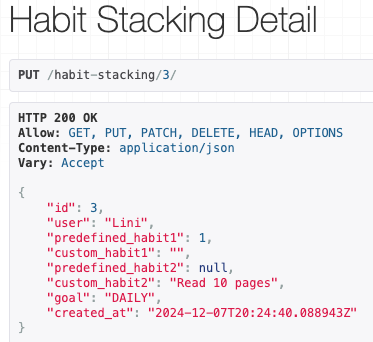 Habit Stacking Detail
PUT /habit-stacking/3/
HTTP 200 OK
Allow: GET, PUT, PATCH, DELETE, HEAD, OPTIONS
Content-Type: application/json
Vary: Accept
{
    "id": 3,
    "user": "Lini",
    "predefined_habit1": 1,
    "custom_habit1": "",
    "predefined_habit2": null,
    "custom_habit2": "Read 10 pages",
    "goal": "DAILY",
    "created_at": "2024-12-07T20:24:40.088943Z"
}